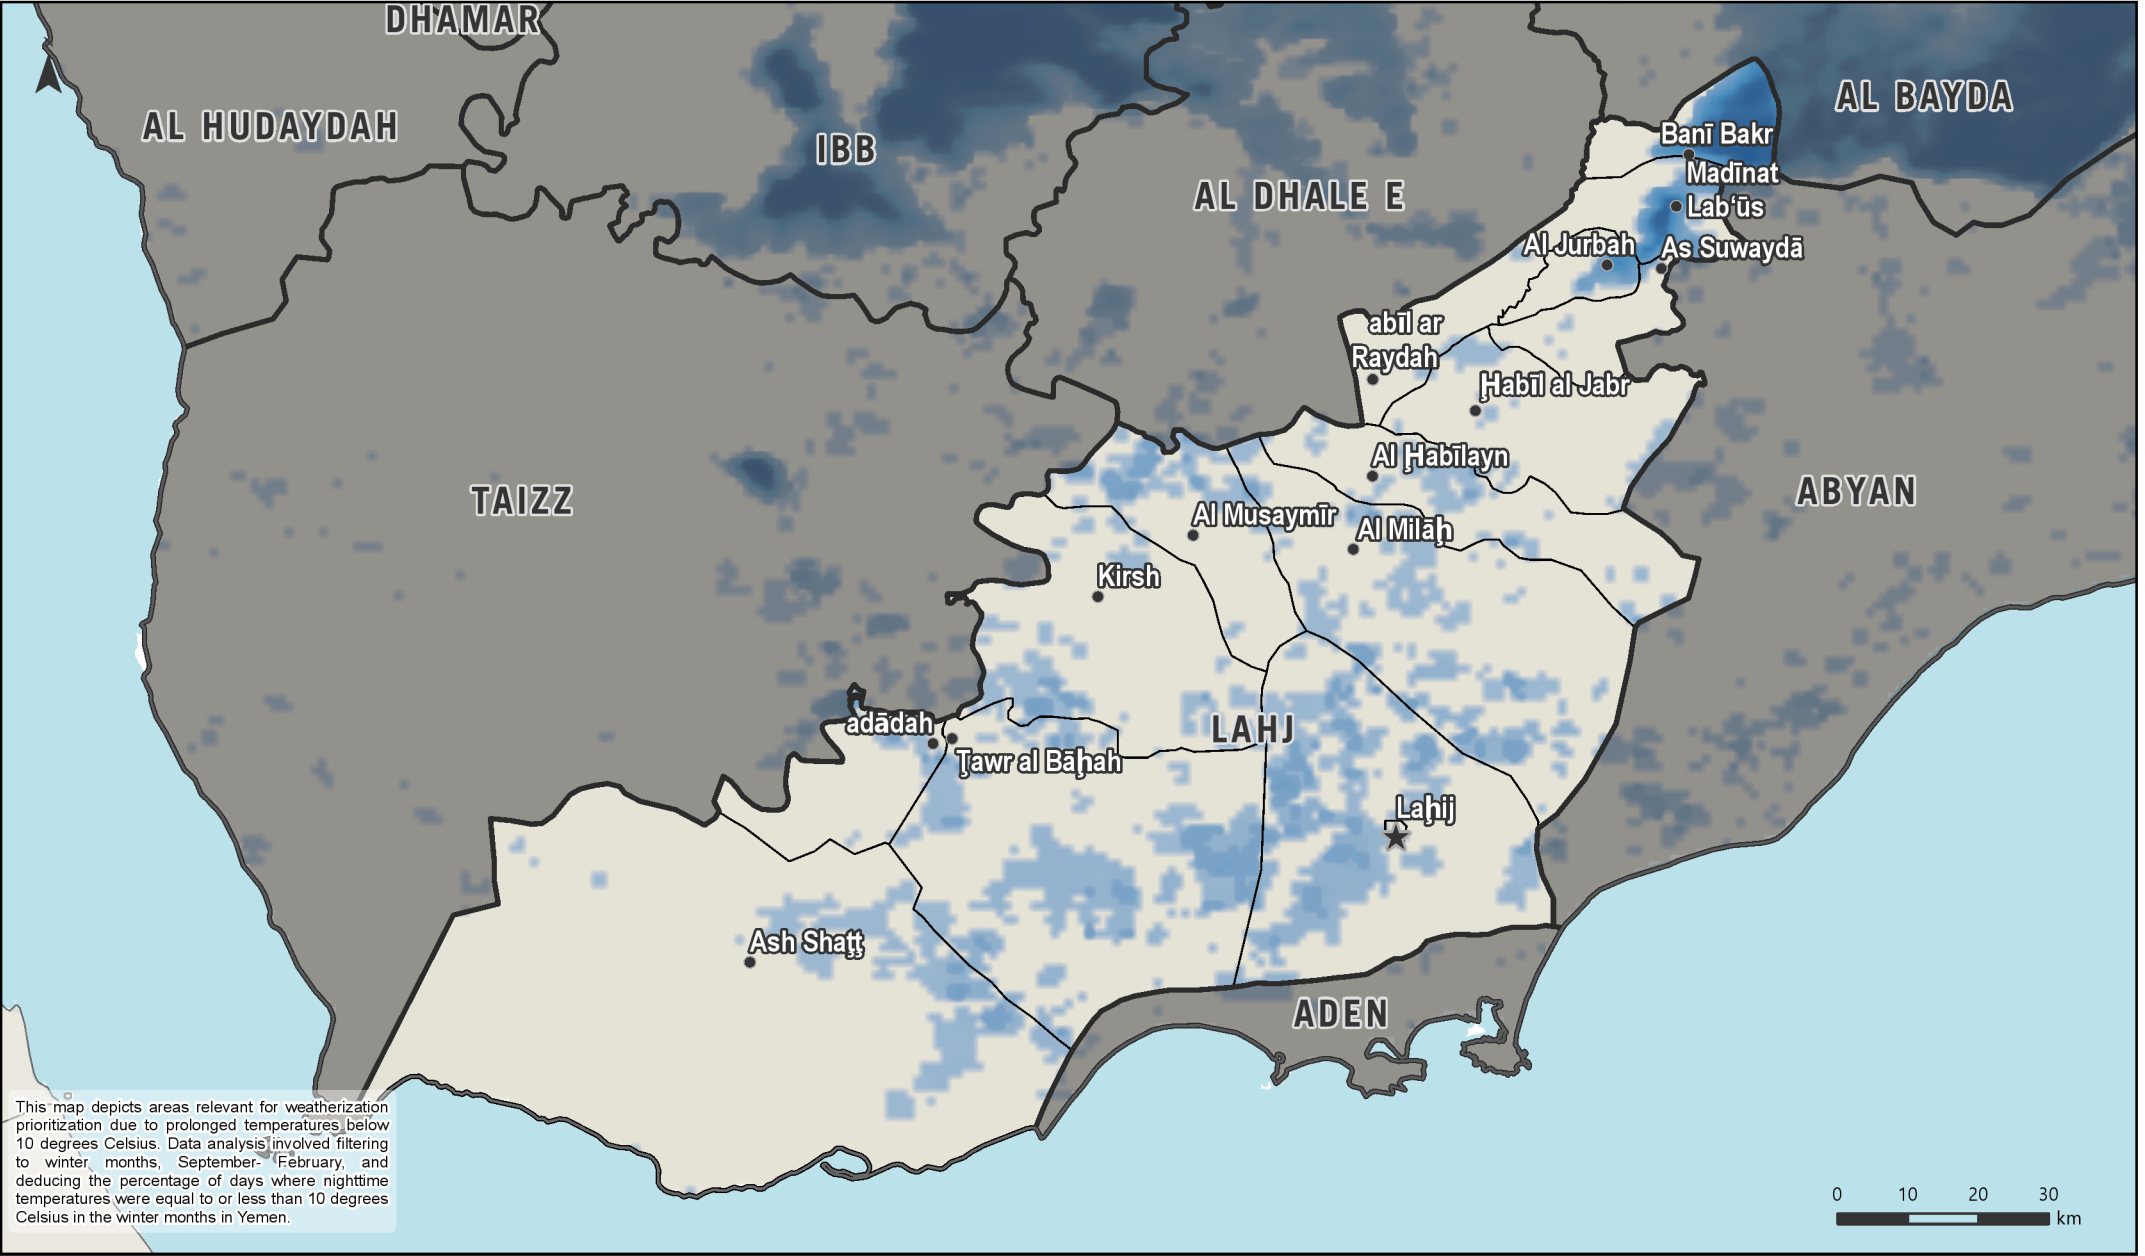 DHAMAR
AL HUDAYDAH
IBB
AL BAYDA
AL DHALE E
Banī Bakr
Madīnat
Lab‘ūs
Al Jurbah
As Suwaydā
abīl ar
Raydah
Ḩabīl al Jabr
TAIZZ
Al Ḩabīlayn
ABYAN
Al Musaymīr
Al Milāḩ
Kirsh
adādah
LAHJ
Ţawr al Bāḩah
Laḩij
Ash Shaţţ
ADEN
This map depicts areas relevant for weatherization
prioritization due to prolonged temperatures below
10 degrees Celsius. Data analysis involved filtering
to winter months, September- February, and
deducing the percentage of days where nighttime
temperatures were equal to or less than 10 degrees
Celsius in the winter months in Yemen.
0 10 20 30
km